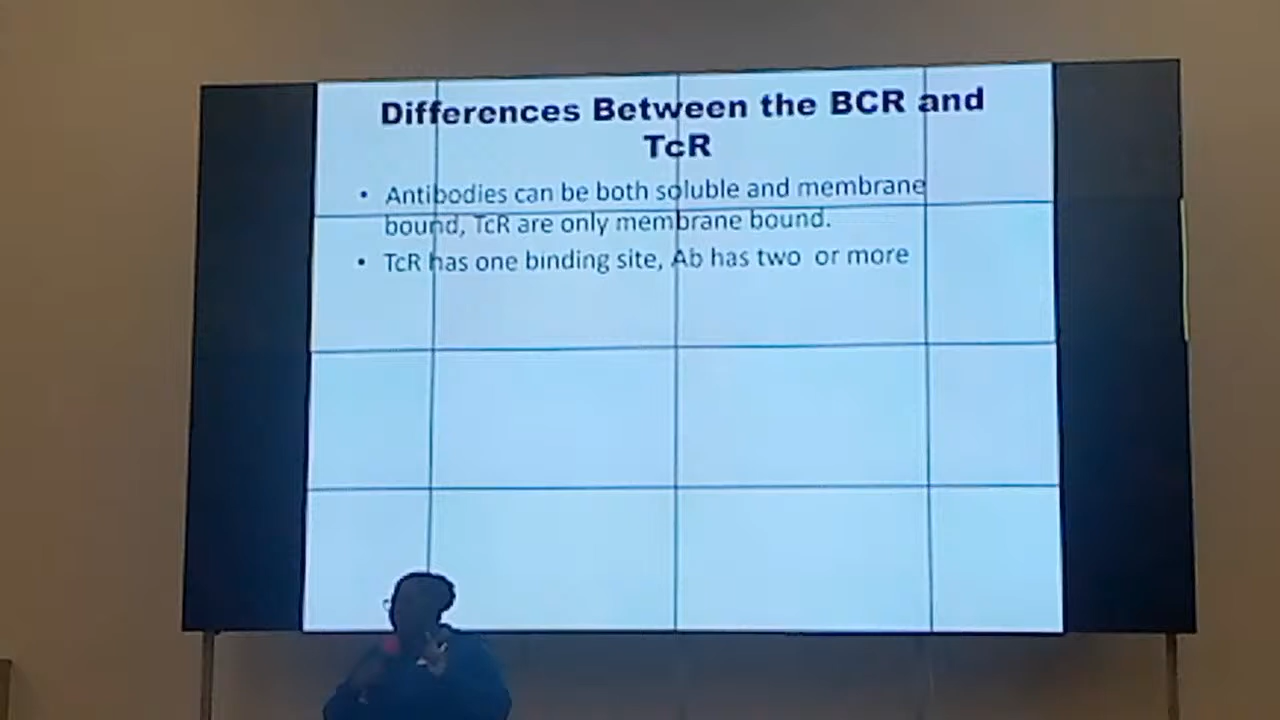 Differences Between the BCR and
TcR
• Antibodies can be both soluble and membrane
bound, TcR are only membrane bound.
• TcR has one binding site, Ab has two or more